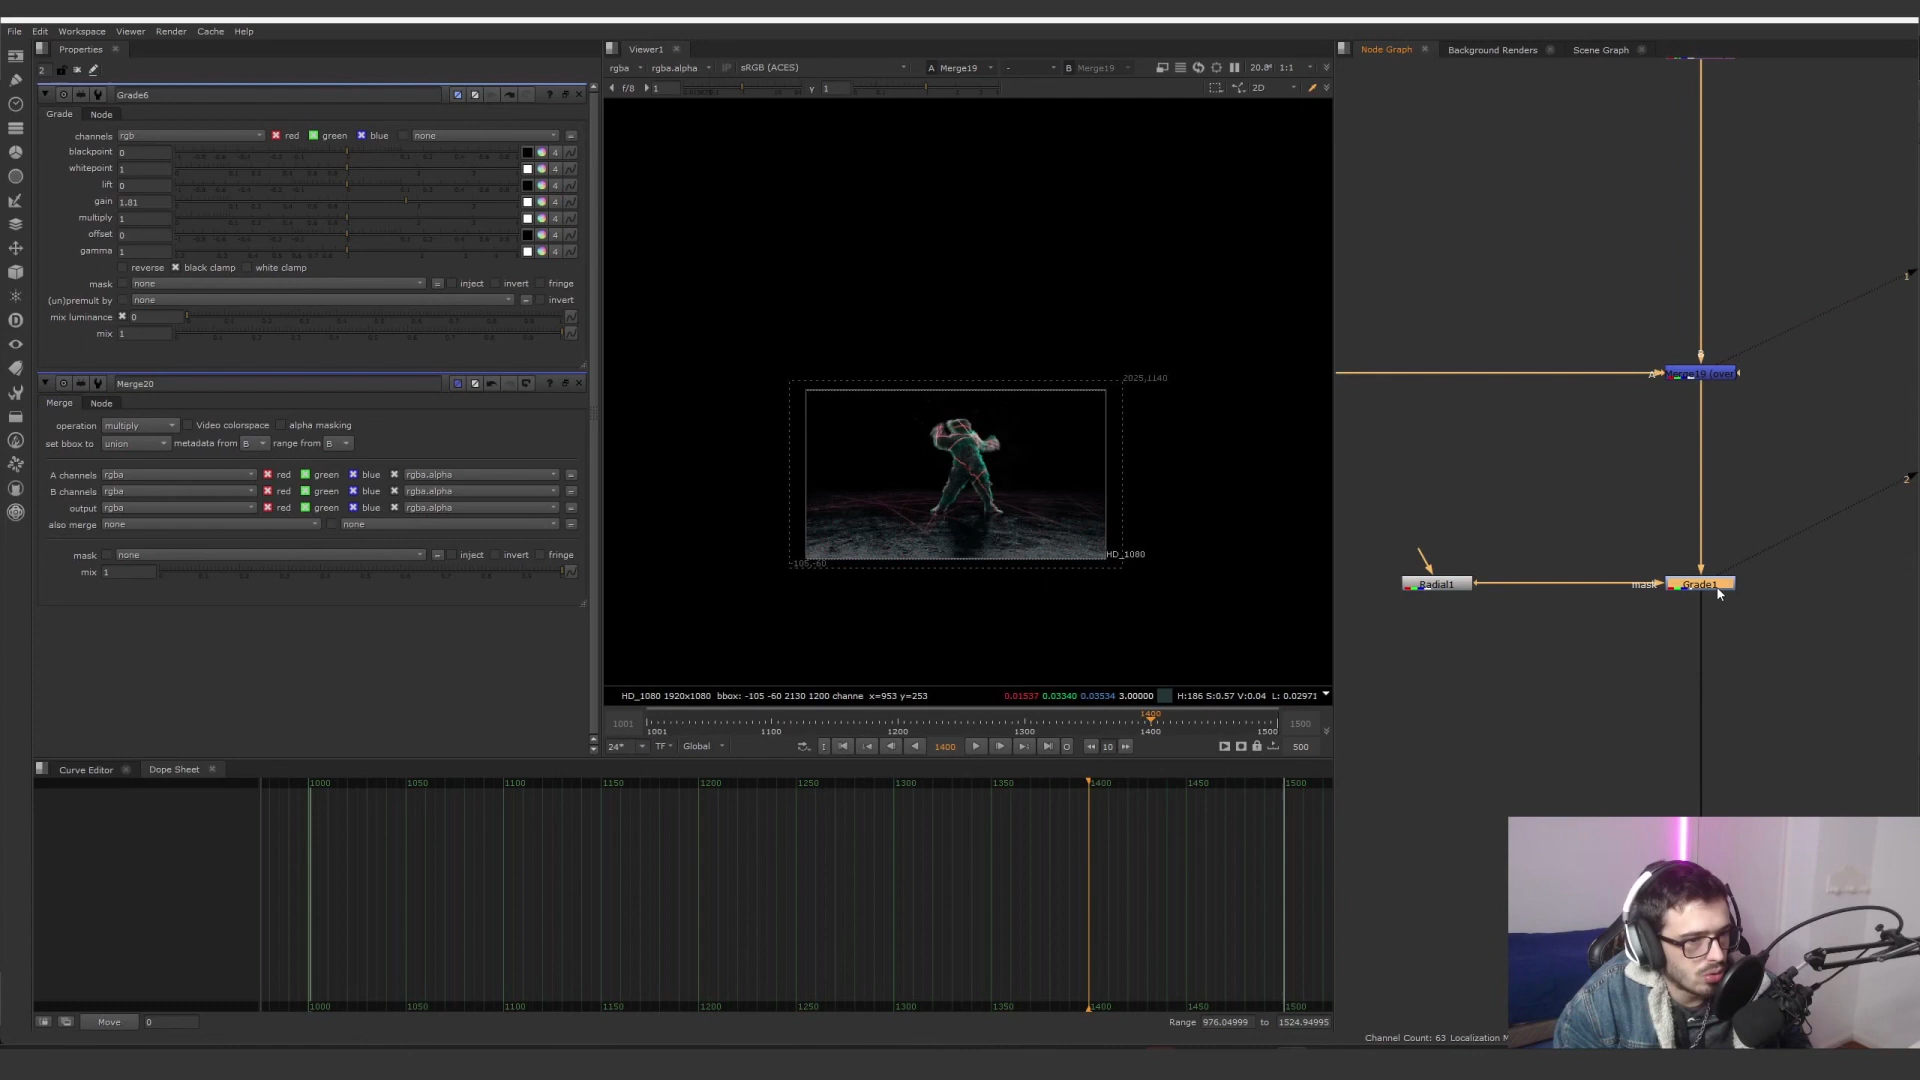 File Edit Workspace Viewer Render Cache Help
Properties
2
Grade6
Grade Node
channels rgb red green blue none
blackpoint 0
whitepoint 1
lift 0
gain 1.81
multiply 1
offset 0
gamma 1
reverse black clamp white clamp
mask none inject invert fringe
(un)premult by none invert
mix luminance 0
mix 1
Merge20
Merge Node
operation multiply Video colorspace alpha masking
set bbox to union metadata from B range from B
A channels rgba red green blue rgba.alpha
B channels rgba red green blue rgba.alpha
output rgba red green blue rgba.alpha
also merge none none
mask none inject invert fringe
mix 1
Viewer1
rgba rgba.alpha IP sRGB (ACES) A Merge19 - B Merge19 20.8* 1:1
f/8 1 y 1 2D
2025,1140
HD_1080
-105,-60
HD_1080 1920x1080 bbox: -105 -60 2130 1200 channe x=953 y=253 0.01537 0.03340 0.03534 3.00000 H:186 S:0.57 V:0.04 L: 0.02971
1400
1001 1500
1001 1100 1200 1300 1400 1500
24* TF Global 1400 10 500
Curve Editor Dope Sheet
1000 1050 1100 1150 1200 1250 1300 1350 1400 1450 1500
1000 1050 1100 1150 1200 1250 1300 1350 1400 1450 1500
Move 0 Range 976.04999 to 1524.94995
Node Graph Background Renders Scene Graph
1
B
A Merge19 (over
2
Radial1 mask Grade1
Channel Count: 63 Localization M